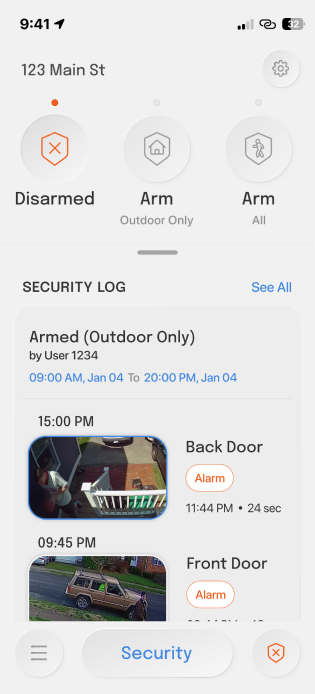 9:41
32
123 Main St
Disarmed
Arm
Outdoor Only
Arm
All
SECURITY LOG
See All
Armed (Outdoor Only)
by User 1234
09:00 AM, Jan 04 To 20:00 PM, Jan 04
15:00 PM
Back Door
Alarm
11:44 PM • 24 sec
09:45 PM
Front Door
Alarm
Security